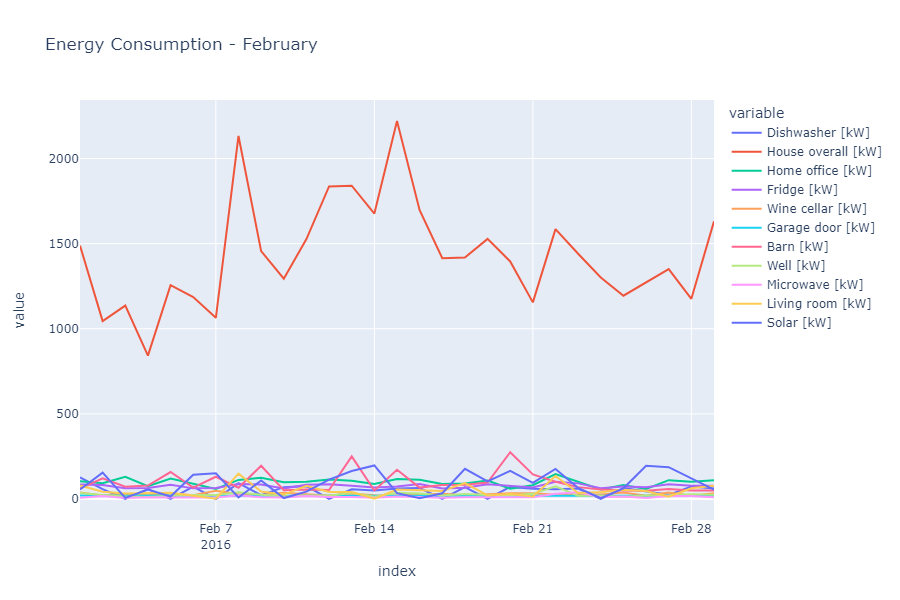 Energy Consumption - February
variable
Dishwasher [kW]
House overall [kW]
Home office [kW]
Fridge [kW]
Wine cellar [kW]
Garage door [kW]
Barn [kW]
Well [kW]
Microwave [kW]
Living room [kW]
Solar [kW]
value
2000
1500
1000
500
0
Feb 7
2016
Feb 14
Feb 21
Feb 28
index